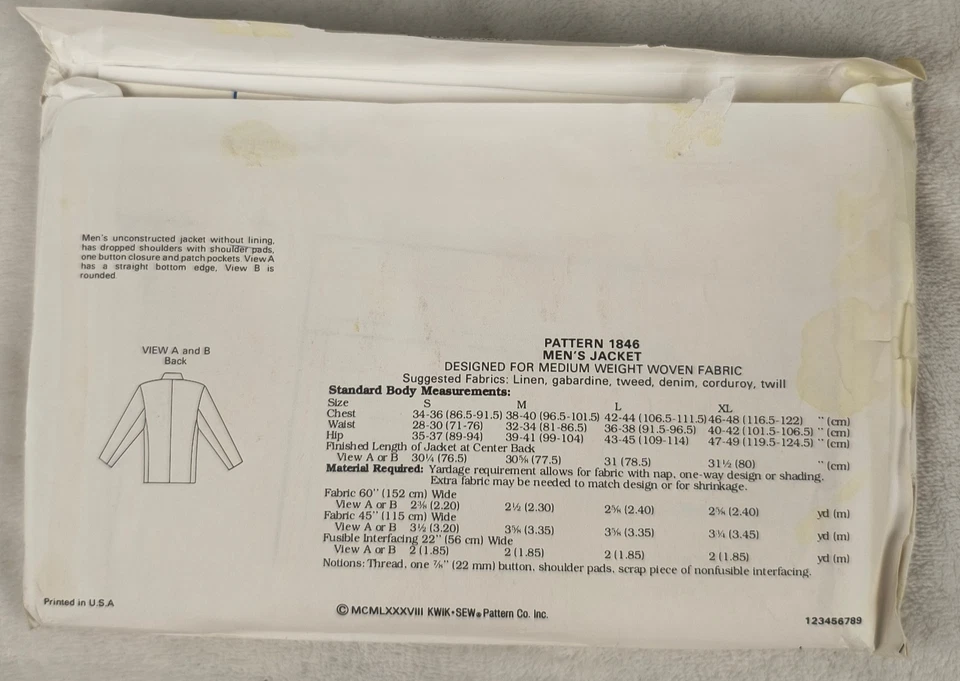 Men's unconstructed jacket without lining,
has dropped shoulders with shoulder pads,
one button closure and patch pockets. View A
has a straight bottom edge, View B is
rounded
VIEW A and B
Back
PATTERN 1846
MEN'S JACKET
DESIGNED FOR MEDIUM WEIGHT WOVEN FABRIC
Suggested Fabrics: Linen, gabardine, tweed, denim, corduroy, twill
Standard Body Measurements:
Size S M L XL
Chest 34-36 (86.5-91.5) 38-40 (96.5-101.5) 42-44 (106.5-111.5) 46-48 (116.5-122) " (cm)
Waist 28-30 (71-76) 32-34 (81-86.5) 36-38 (91.5-96.5) 40-42 (101.5-106.5) " (cm)
Hip 35-37 (89-94) 39-41 (99-104) 43-45 (109-114) 47-49 (119.5-124.5) " (cm)
Finished Length of Jacket at Center Back
View A or B 30¼ (76.5) 30⅝ (77.5) 31 (78.5) 31½ (80) " (cm)
Material Required: Yardage requirement allows for fabric with nap, one-way design or shading.
Extra fabric may be needed to match design or for shrinkage.
Fabric 60" (152 cm) Wide
View A or B 2⅜ (2.20) 2½ (2.30) 2⅝ (2.40) 2⅝ (2.40) yd (m)
Fabric 45" (115 cm) Wide
View A or B 3½ (3.20) 3⅝ (3.35) 3⅝ (3.35) 3¾ (3.45) yd (m)
Fusible Interfacing 22" (56 cm) Wide
View A or B 2 (1.85) 2 (1.85) 2 (1.85) 2 (1.85) yd (m)
Notions: Thread, one ⅞" (22 mm) button, shoulder pads, scrap piece of nonfusible interfacing.
Printed in U.S.A
© MCMLXXXVIII KWIK•SEW® Pattern Co. Inc.
123456789